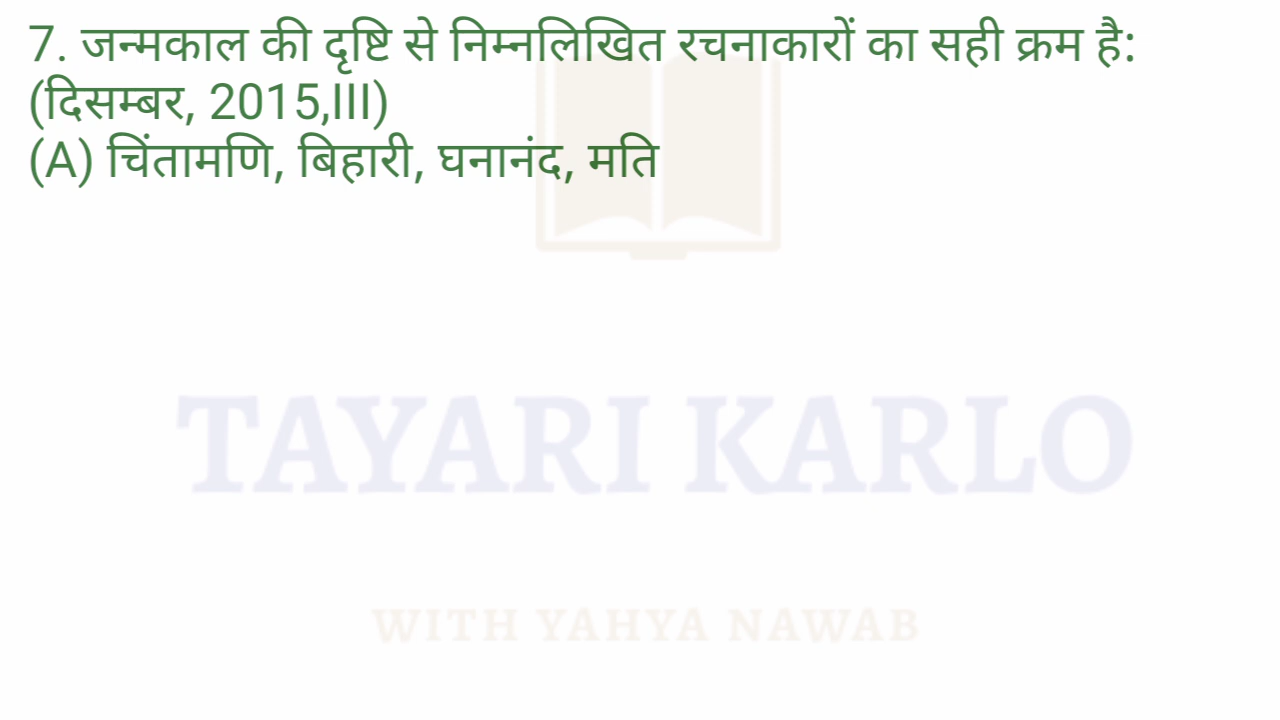 7. जन्मकाल की दृष्टि से निम्नलिखित रचनाकारों का सही क्रम है:
(दिसम्बर, 2015,III)
(A) चिंतामणि, बिहारी, घनानंद, मति
TAYARI KARLO
WITH YAHYA NAWAB